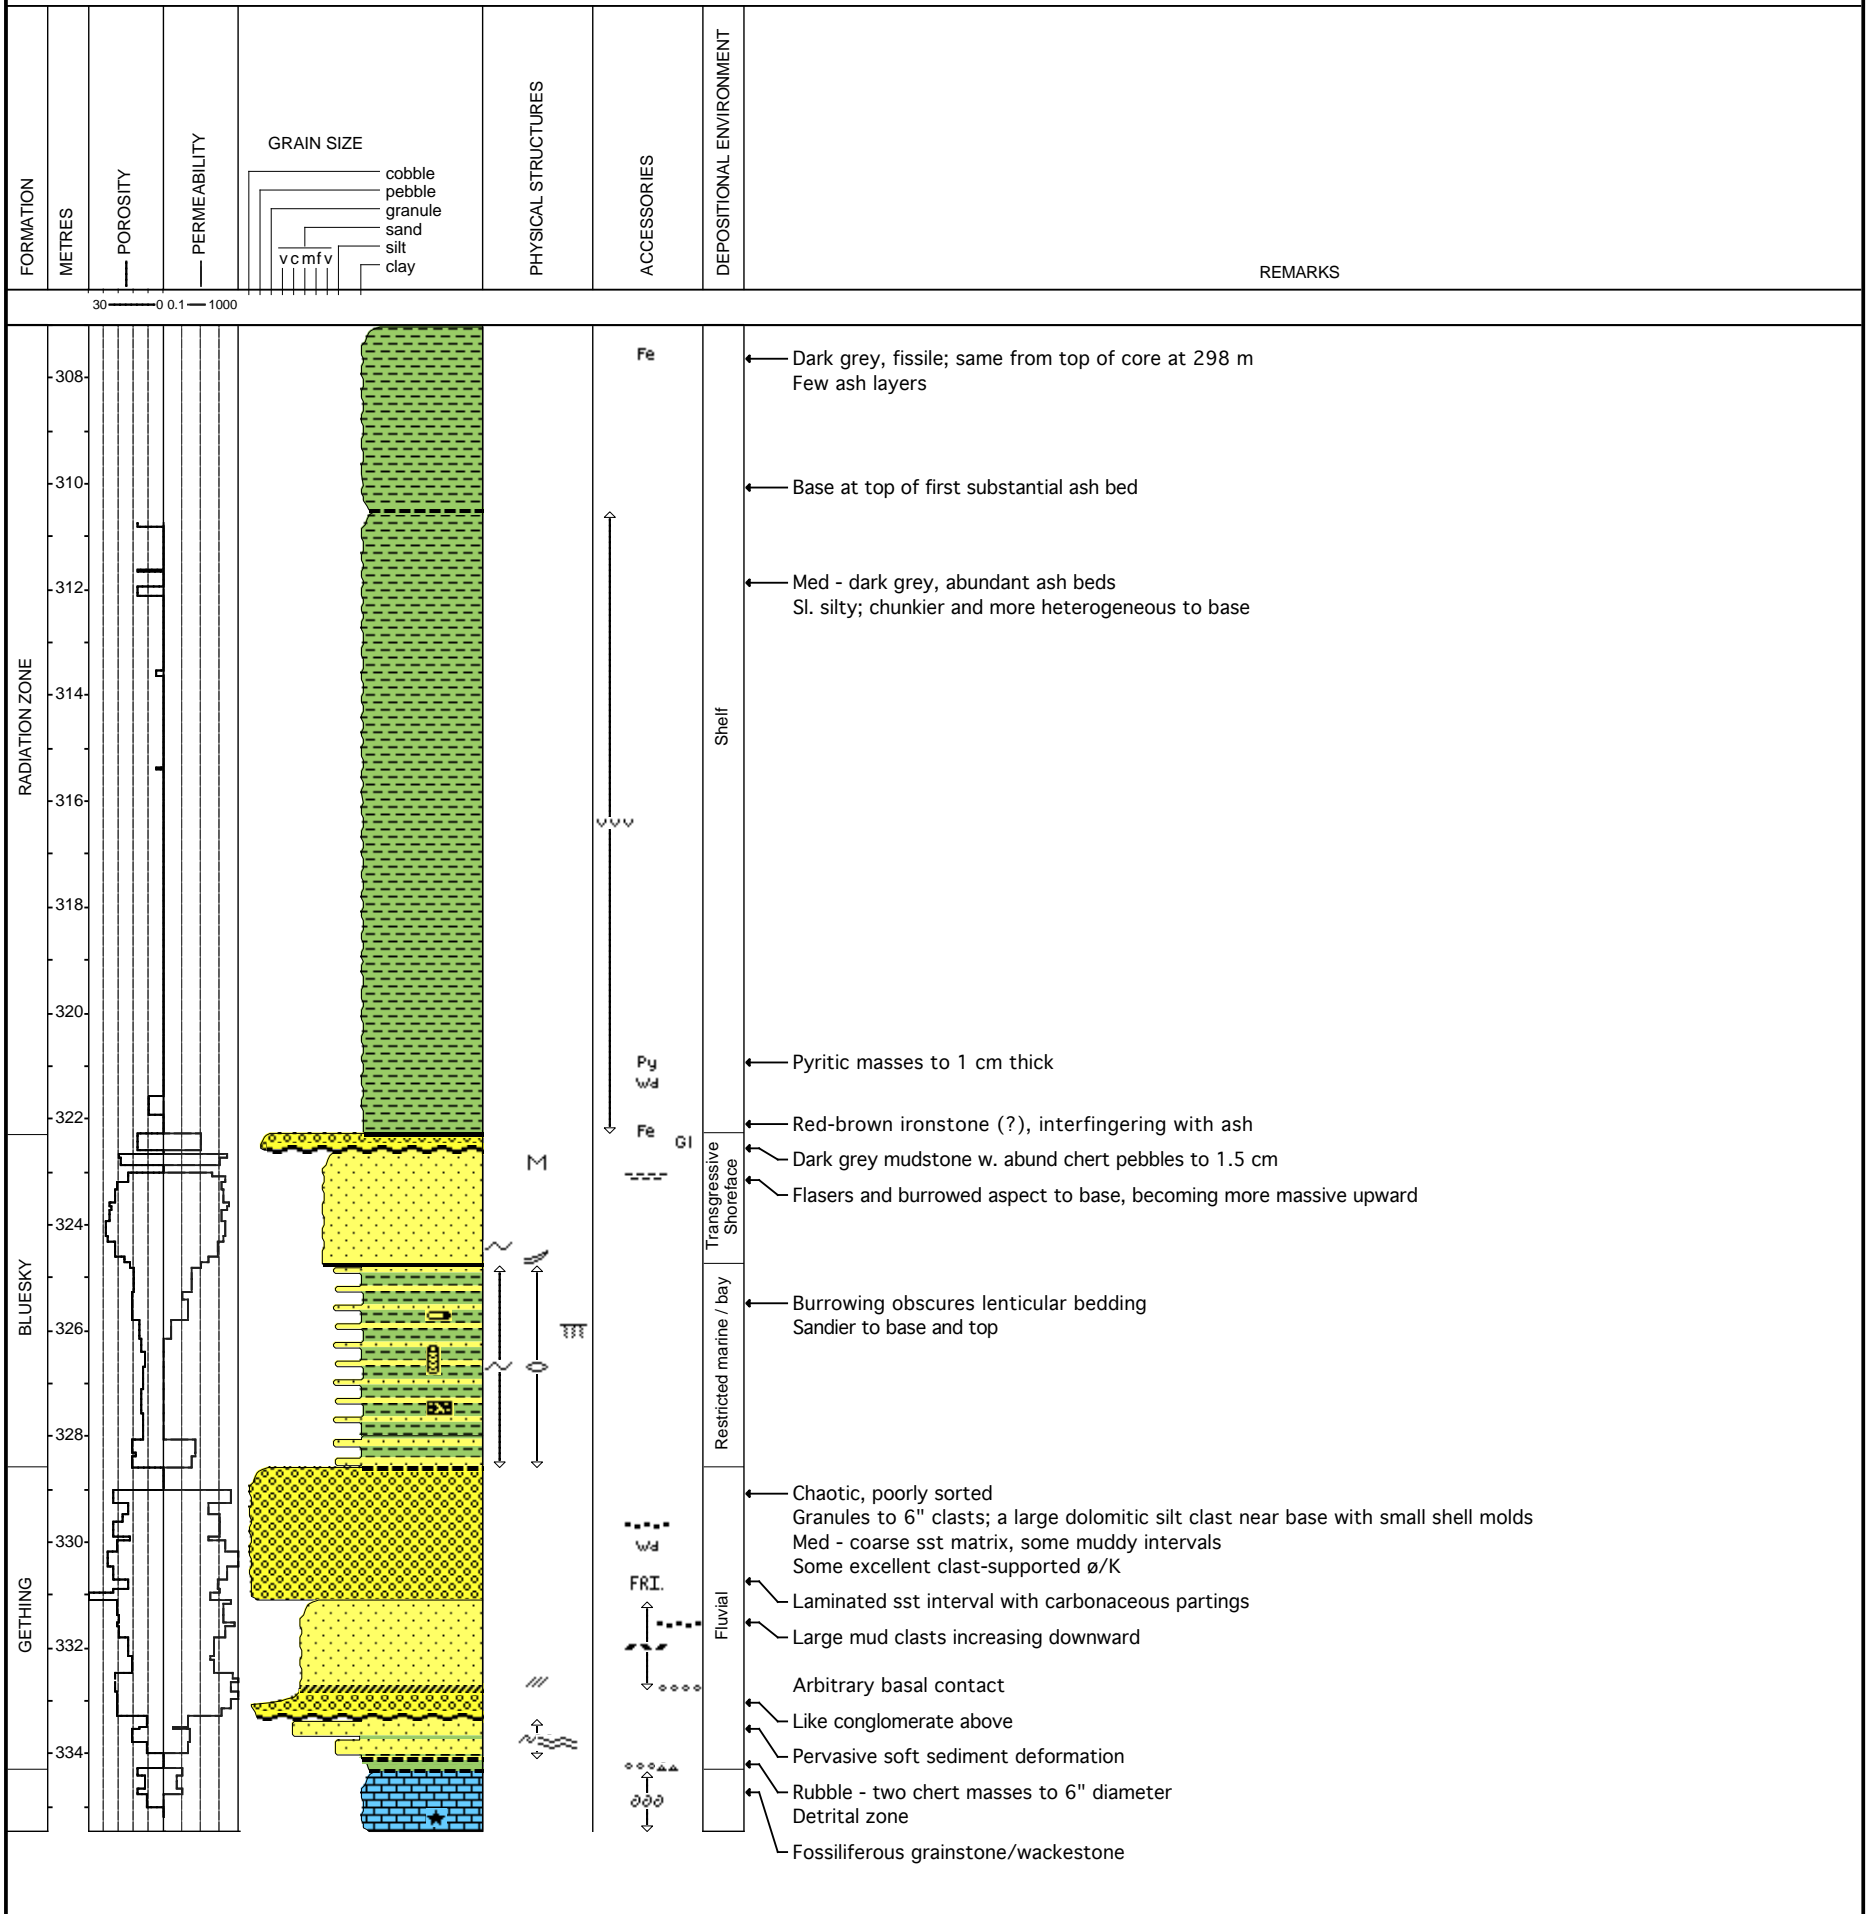 FORMATION
METRES
POROSITY
PERMEABILITY
GRAIN SIZE
cobble
pebble
granule
sand
silt
clay
v c m f v
PHYSICAL STRUCTURES
ACCESSORIES
DEPOSITIONAL ENVIRONMENT
REMARKS
30 0 0.1 1000
RADIATION ZONE
BLUESKY
GETHING
308
310
312
314
316
318
320
322
324
326
328
330
332
334
M
Fe
Py
Wd
Fe
Gl
Wd
FRI.
Shelf
Transgressive
Shoreface
Restricted marine / bay
Fluvial
Dark grey, fissile; same from top of core at 298 m
Few ash layers
Base at top of first substantial ash bed
Med - dark grey, abundant ash beds
Sl. silty; chunkier and more heterogeneous to base
Pyritic masses to 1 cm thick
Red-brown ironstone (?), interfingering with ash
Dark grey mudstone w. abund chert pebbles to 1.5 cm
Flasers and burrowed aspect to base, becoming more massive upward
Burrowing obscures lenticular bedding
Sandier to base and top
Chaotic, poorly sorted
Granules to 6" clasts; a large dolomitic silt clast near base with small shell molds
Med - coarse sst matrix, some muddy intervals
Some excellent clast-supported ø/K
Laminated sst interval with carbonaceous partings
Large mud clasts increasing downward
Arbitrary basal contact
Like conglomerate above
Pervasive soft sediment deformation
Rubble - two chert masses to 6" diameter
Detrital zone
Fossiliferous grainstone/wackestone